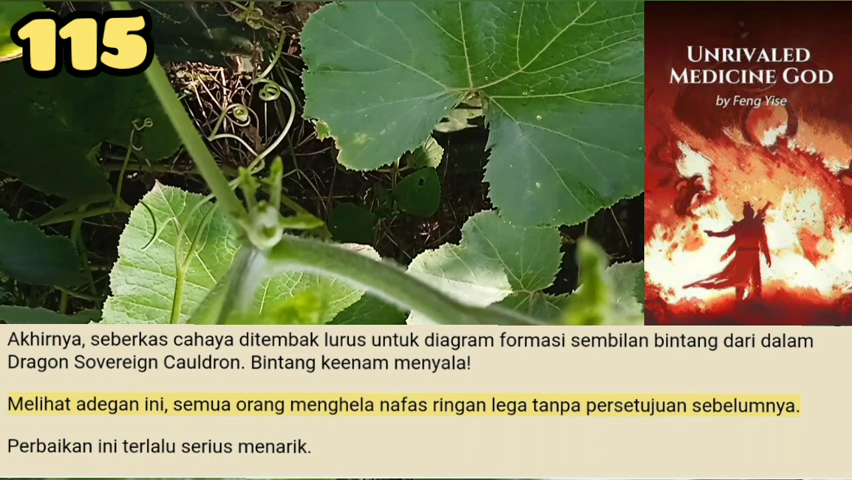 115
UNRIVALED
MEDICINE GOD
by Feng Yise
Akhirnya, seberkas cahaya ditembak lurus untuk diagram formasi sembilan bintang dari dalam
Dragon Sovereign Cauldron. Bintang keenam menyala!
Melihat adegan ini, semua orang menghela nafas ringan lega tanpa persetujuan sebelumnya.
Perbaikan ini terlalu serius menarik.